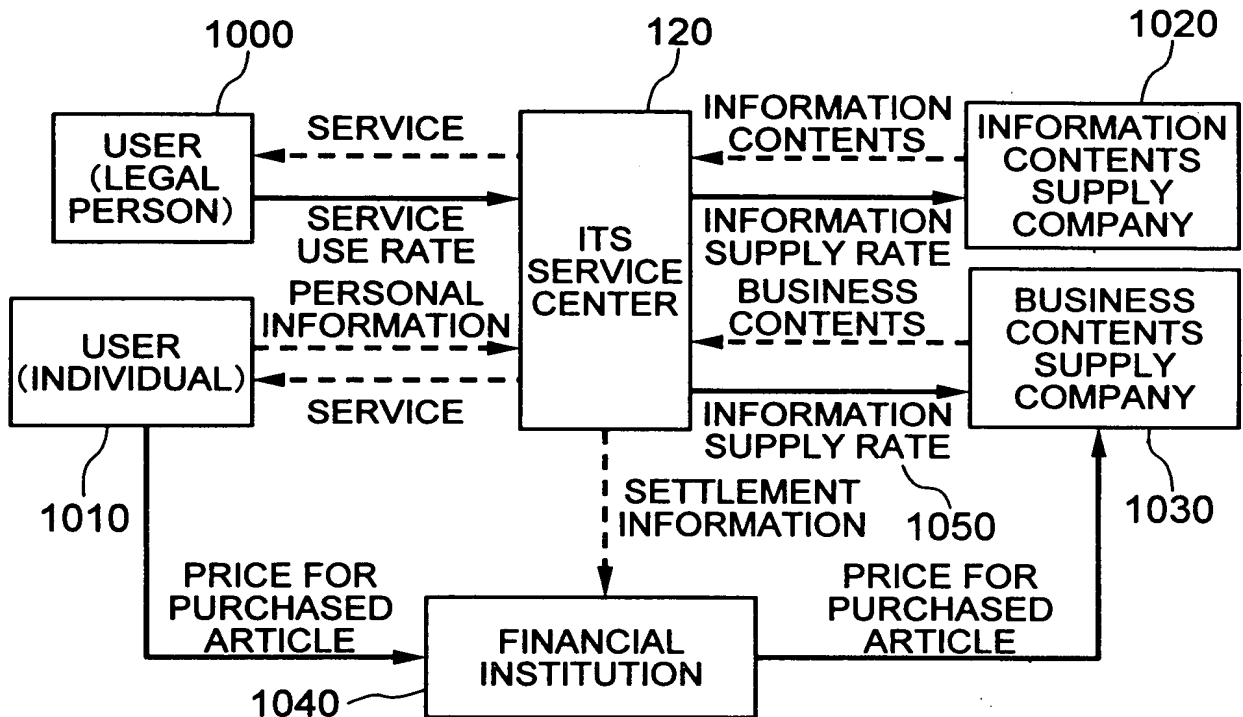 1000
120
1020
USER
(LEGAL
PERSON)
SERVICE
SERVICE
USE RATE
ITS
SERVICE
CENTER
INFORMATION
CONTENTS
INFORMATION
SUPPLY RATE
INFORMATION
CONTENTS
SUPPLY
COMPANY
USER
(INDIVIDUAL)
PERSONAL
INFORMATION
SERVICE
BUSINESS
CONTENTS
INFORMATION
SUPPLY RATE
BUSINESS
CONTENTS
SUPPLY
COMPANY
1010
SETTLEMENT
INFORMATION
1050
1030
PRICE FOR
PURCHASED
ARTICLE
FINANCIAL
INSTITUTION
PRICE FOR
PURCHASED
ARTICLE
1040